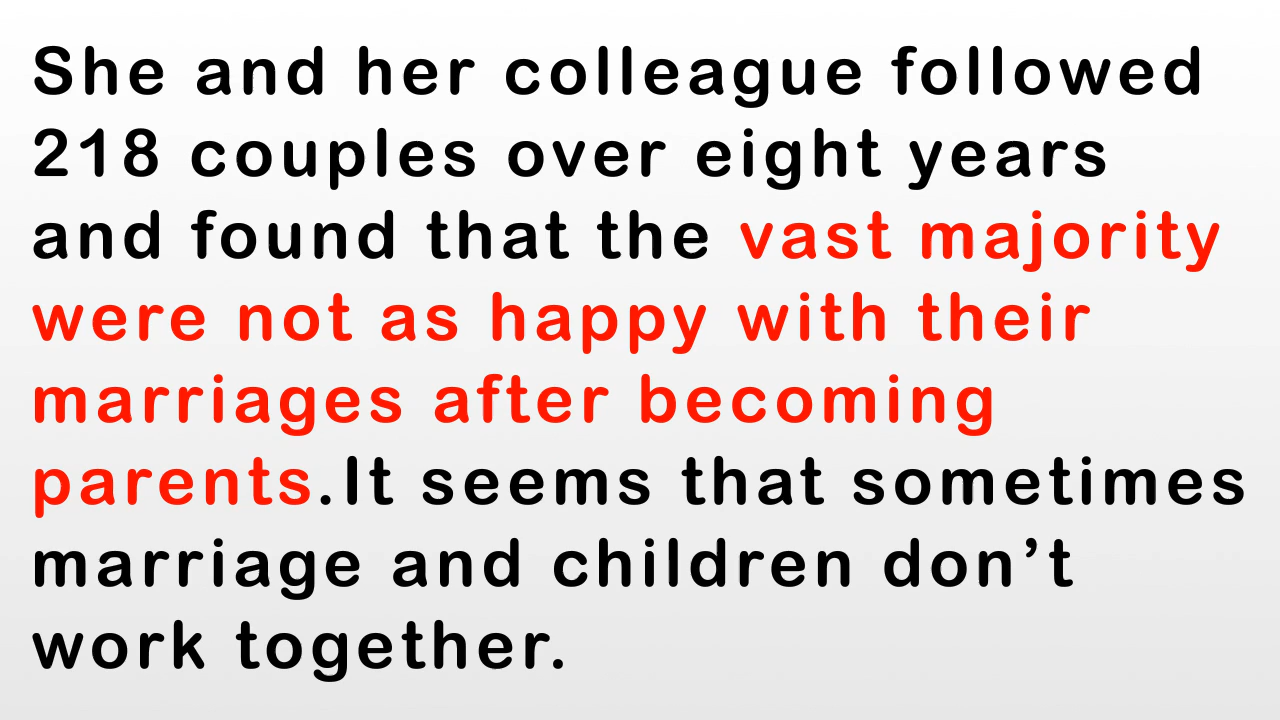 She and her colleague followed
218 couples over eight years
and found that the vast majority
were not as happy with their
marriages after becoming
parents.It seems that sometimes
marriage and children don’t
work together.